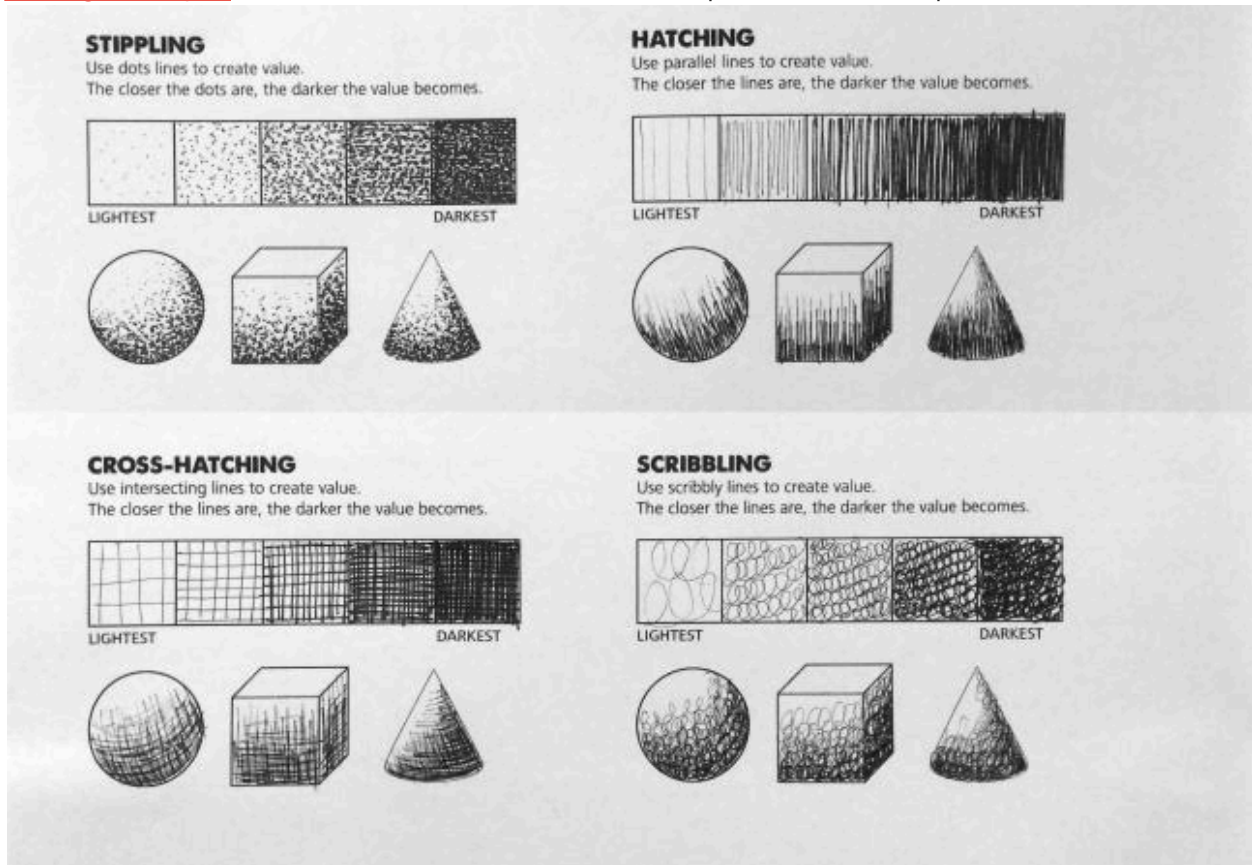 STIPPLING
Use dots lines to create value.
The closer the dots are, the darker the value becomes.
LIGHTEST
DARKEST
HATCHING
Use parallel lines to create value.
The closer the lines are, the darker the value becomes.
LIGHTEST
DARKEST
CROSS-HATCHING
Use intersecting lines to create value.
The closer the lines are, the darker the value becomes.
LIGHTEST
DARKEST
SCRIBBLING
Use scribbly lines to create value.
The closer the lines are, the darker the value becomes.
LIGHTEST
DARKEST